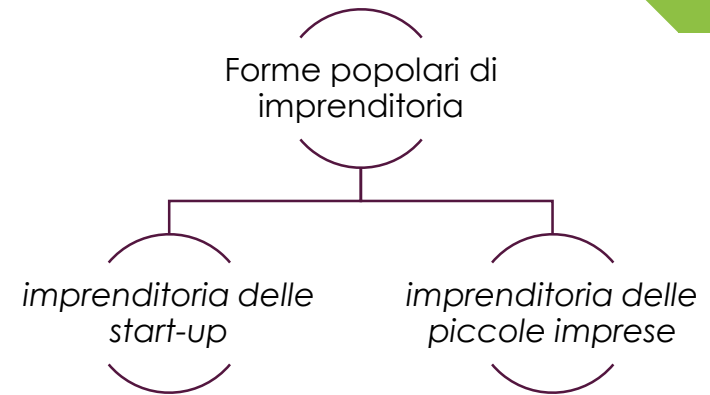 Forme popolari di
imprenditoria
imprenditoria delle
start-up
imprenditoria delle
piccole imprese